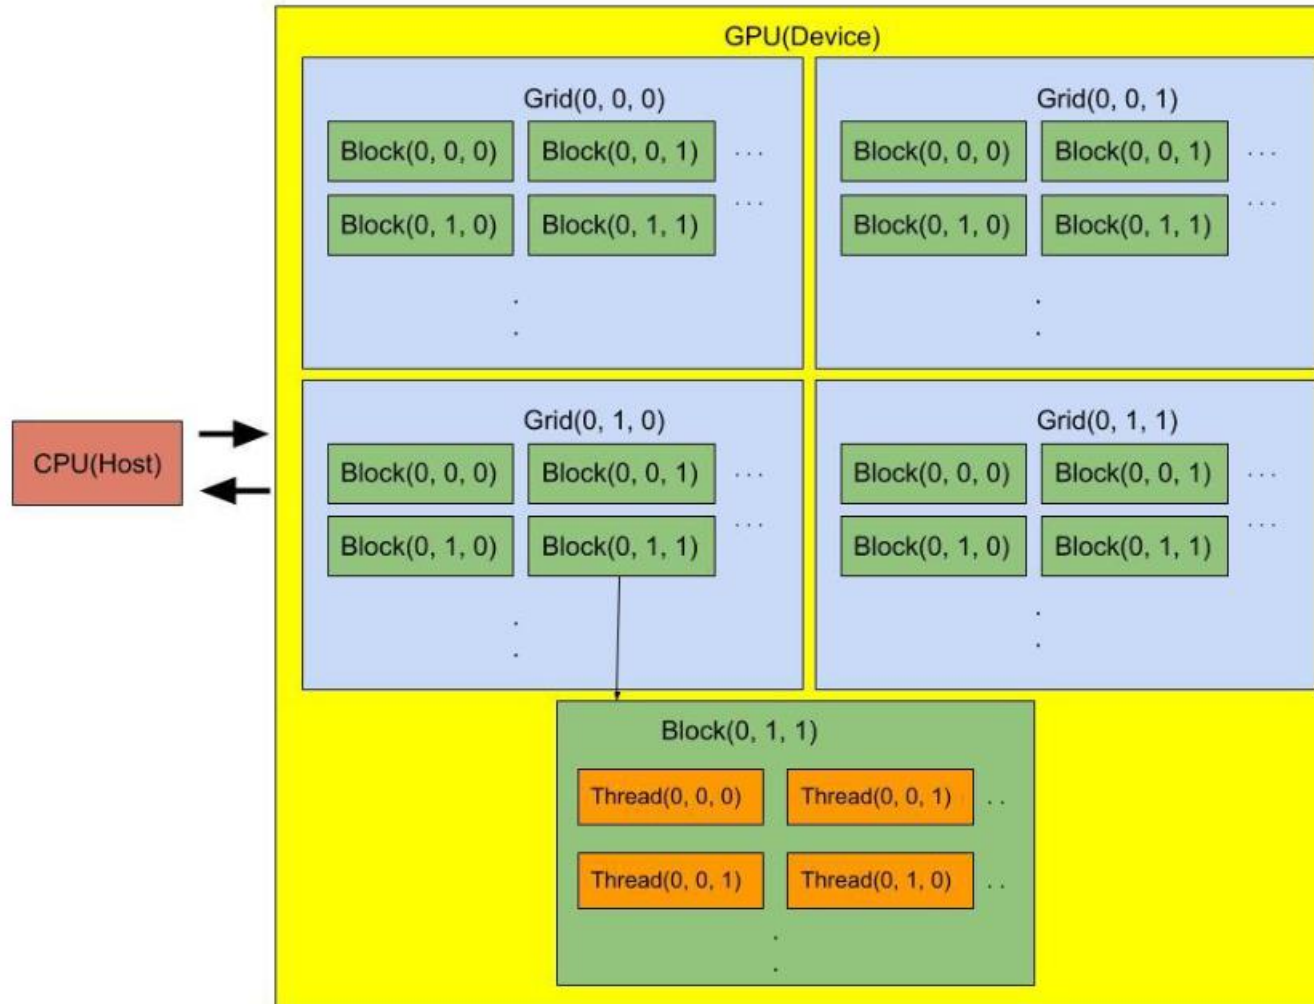 GPU(Device)
Grid(0, 0, 0)
Block(0, 0, 0) Block(0, 0, 1) ...
Block(0, 1, 0) Block(0, 1, 1) ...
.
.
Grid(0, 0, 1)
Block(0, 0, 0) Block(0, 0, 1) ...
Block(0, 1, 0) Block(0, 1, 1) ...
.
.
CPU(Host)
Grid(0, 1, 0)
Block(0, 0, 0) Block(0, 0, 1) ...
Block(0, 1, 0) Block(0, 1, 1) ...
.
.
Grid(0, 1, 1)
Block(0, 0, 0) Block(0, 0, 1) ...
Block(0, 1, 0) Block(0, 1, 1) ...
.
.
Block(0, 1, 1)
Thread(0, 0, 0) Thread(0, 0, 1) ..
Thread(0, 0, 1) Thread(0, 1, 0) ..
.
.